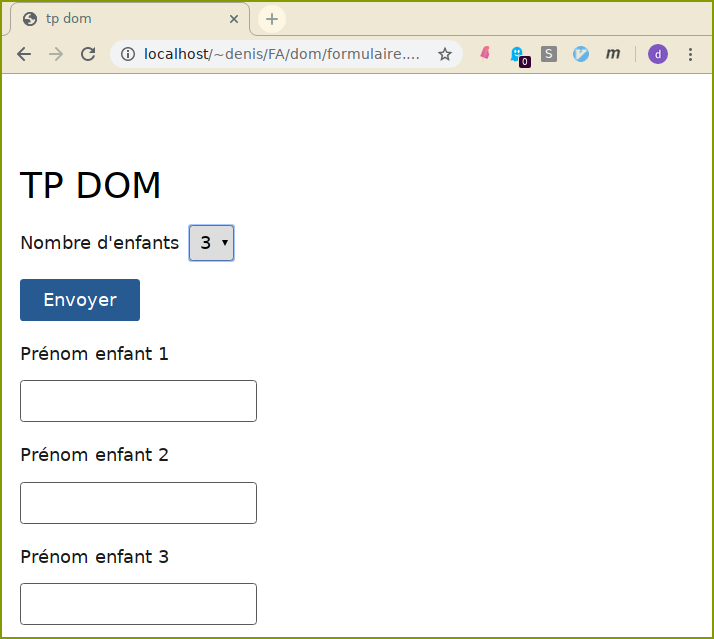 tp dom
localhost/~denis/FA/dom/formulaire....
0
S
m
d
TP DOM
Nombre d'enfants 3
Envoyer
Prénom enfant 1
Prénom enfant 2
Prénom enfant 3